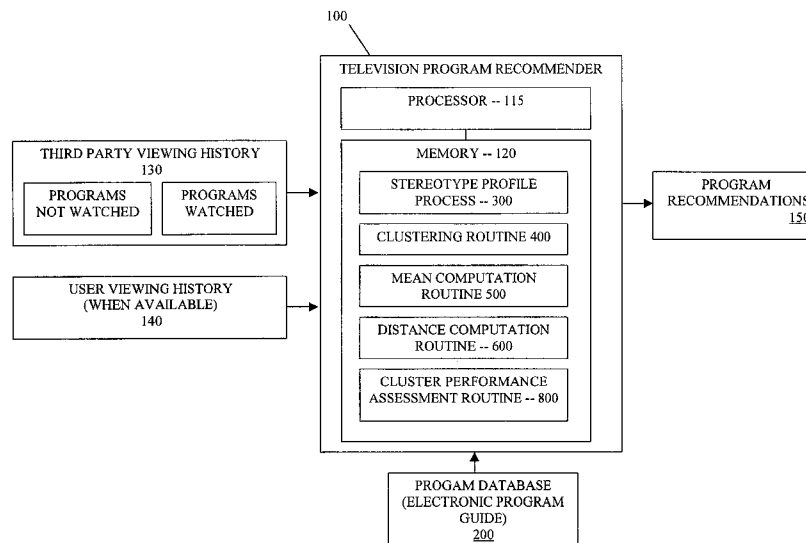 100
TELEVISION PROGRAM RECOMMENDER
PROCESSOR -- 115
MEMORY -- 120
STEREOTYPE PROFILE
PROCESS -- 300
CLUSTERING ROUTINE 400
MEAN COMPUTATION
ROUTINE 500
DISTANCE COMPUTATION
ROUTINE -- 600
CLUSTER PERFORMANCE
ASSESSMENT ROUTINE -- 800
THIRD PARTY VIEWING HISTORY
130
PROGRAMS
NOT WATCHED
PROGRAMS
WATCHED
USER VIEWING HISTORY
(WHEN AVAILABLE)
140
PROGRAM
RECOMMENDATIONS
150
PROGAM DATABASE
(ELECTRONIC PROGRAM
GUIDE)
200